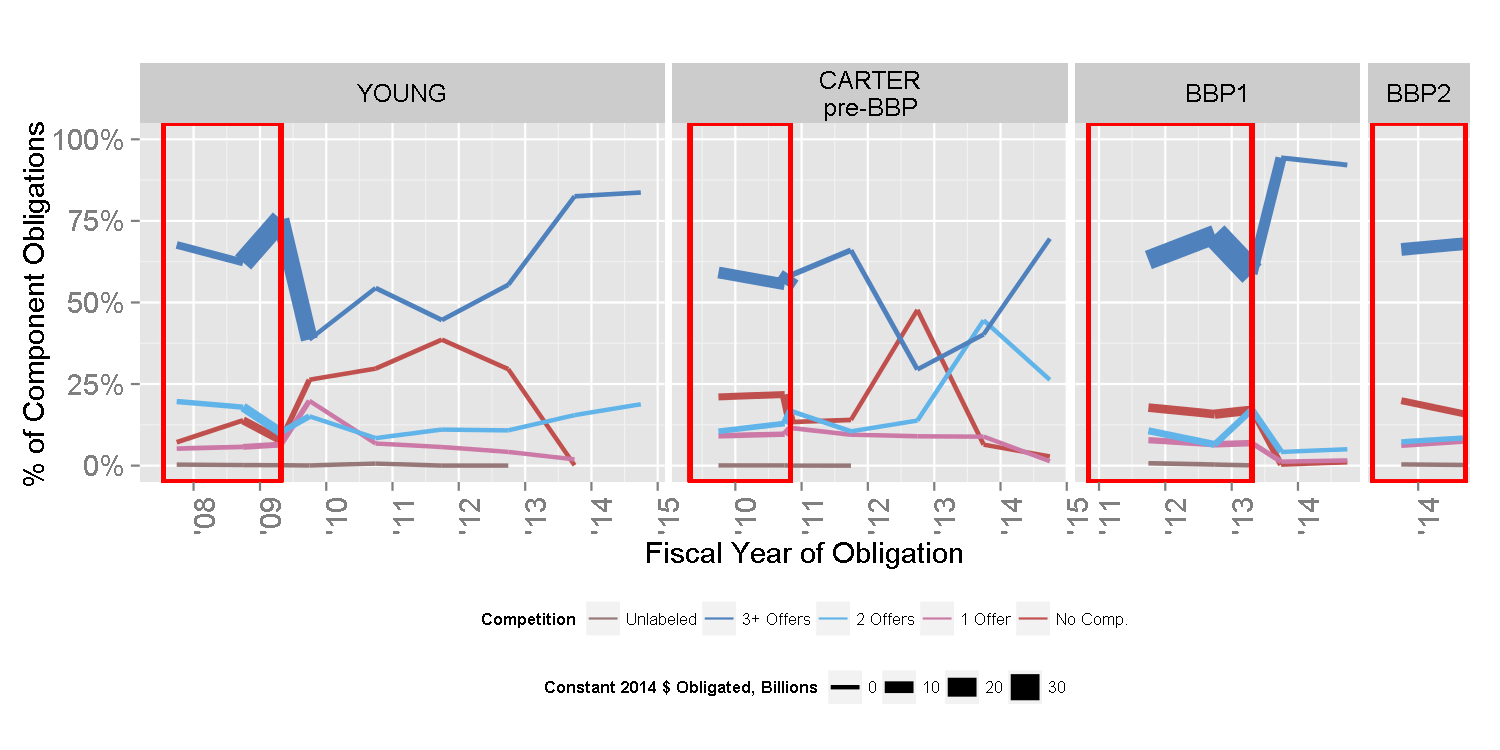 YOUNG
CARTER
pre-BBP
BBP1
BBP2
% of Component Obligations
100%
75%
50%
25%
0%
'08 '09 '10 '11 '12 '13 '14 '15 '10 '11 '12 '13 '14 '15 '11 '12 '13 '14 '14
Fiscal Year of Obligation
Competition Unlabeled 3+ Offers 2 Offers 1 Offer No Comp.
Constant 2014 $ Obligated, Billions 0 10 20 30